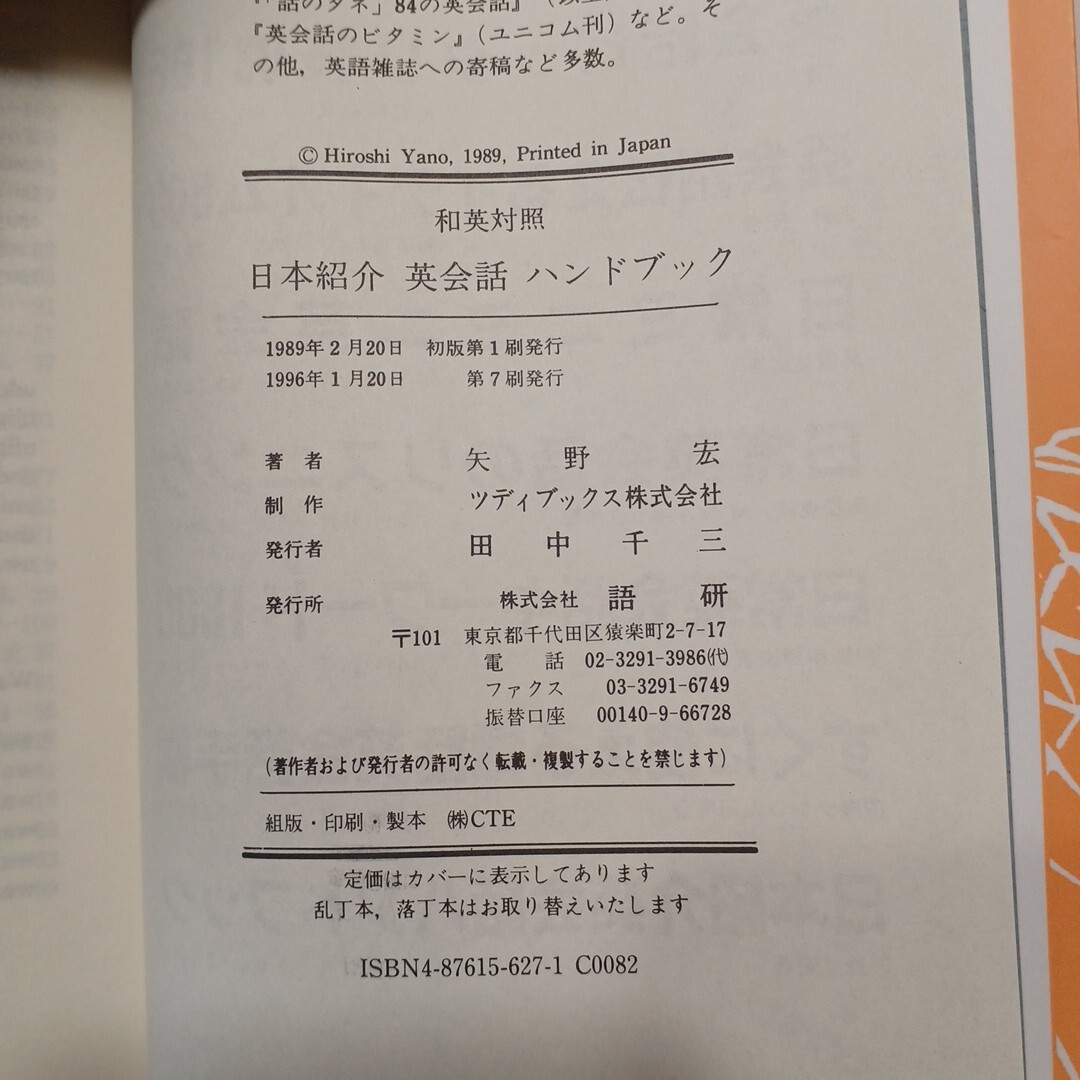 「話のタネ」84の英会話』
『英会話のビタミン』(ユニコム刊)など。そ
の他，英語雑誌への寄稿など多数。
© Hiroshi Yano, 1989, Printed in Japan
和英対照
日本紹介 英会話 ハンドブック
1989年2月20日 初版第1刷発行
1996年1月20日 第7刷発行
著者 矢野 宏
制作 ツディブックス株式会社
発行者 田中千三
発行所 株式会社 語研
〒101 東京都千代田区猿楽町2-7-17
電話 02-3291-3986㈹
ファクス 03-3291-6749
振替口座 00140-9-66728
(著作者および発行者の許可なく転載・複製することを禁じます)
組版・印刷・製本 ㈱CTE
定価はカバーに表示してあります
乱丁本，落丁本はお取り替えいたします
ISBN4-87615-627-1 C0082